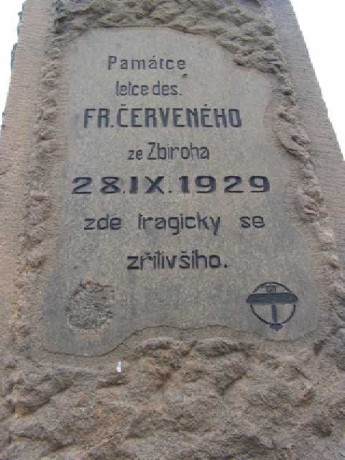 Památce
letce des.
FR. ČERVENÉHO
ze Zbiroha
28.IX.1929
zde tragicky se
zřítivšího.